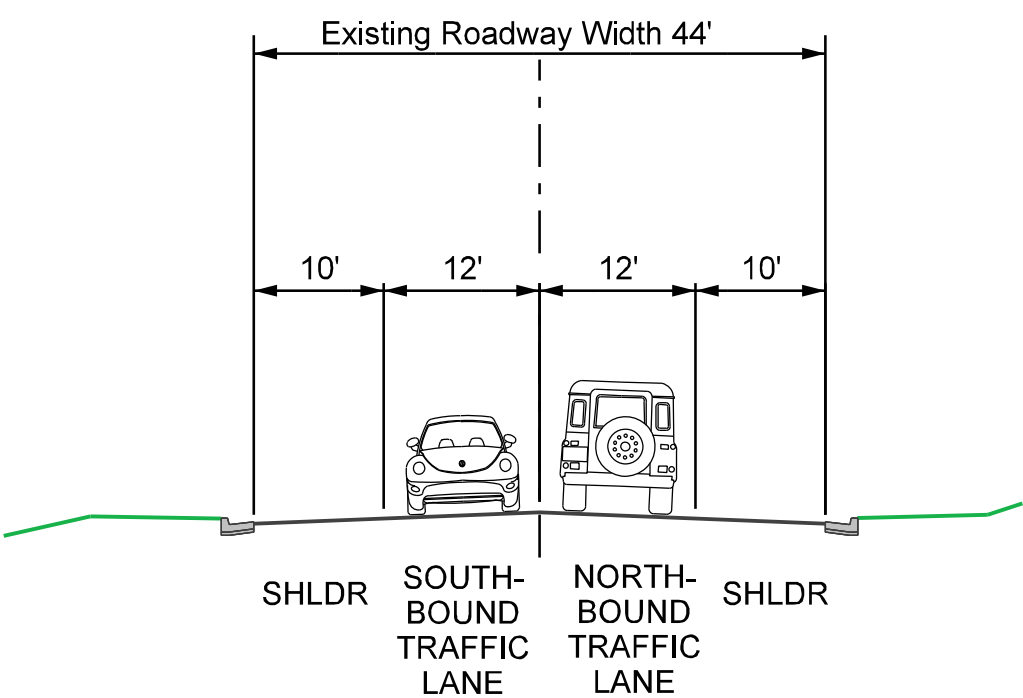 Existing Roadway Width 44'
10' 12' 12' 10'
SHLDR
SOUTH-
BOUND
TRAFFIC
LANE
NORTH-
BOUND
TRAFFIC
LANE
SHLDR